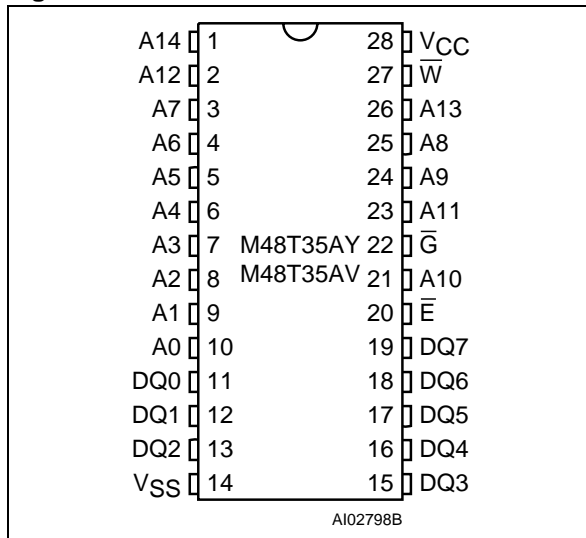 A14 1 28 VCC
A12 2 27 W̅
A7 3 26 A13
A6 4 25 A8
A5 5 24 A9
A4 6 23 A11
A3 7 M48T35AY 22 G̅
A2 8 M48T35AV 21 A10
A1 9 20 E̅
A0 10 19 DQ7
DQ0 11 18 DQ6
DQ1 12 17 DQ5
DQ2 13 16 DQ4
VSS 14 15 DQ3
AI02798B